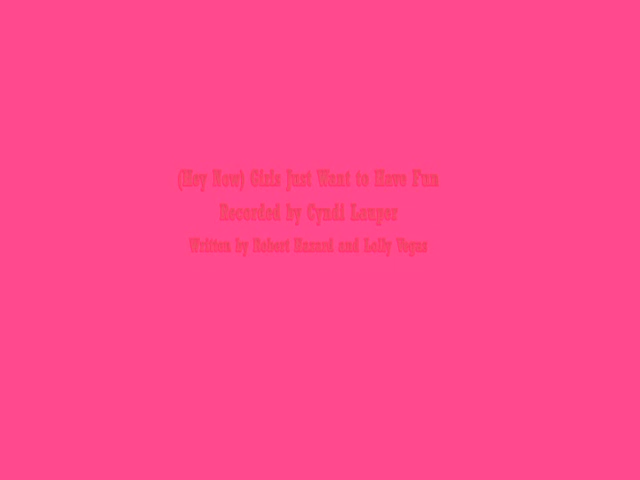 (Hey Now) Girls Just Want to Have Fun
Recorded by Cyndi Lauper
Written by Robert Hazard and Lolly Vegas